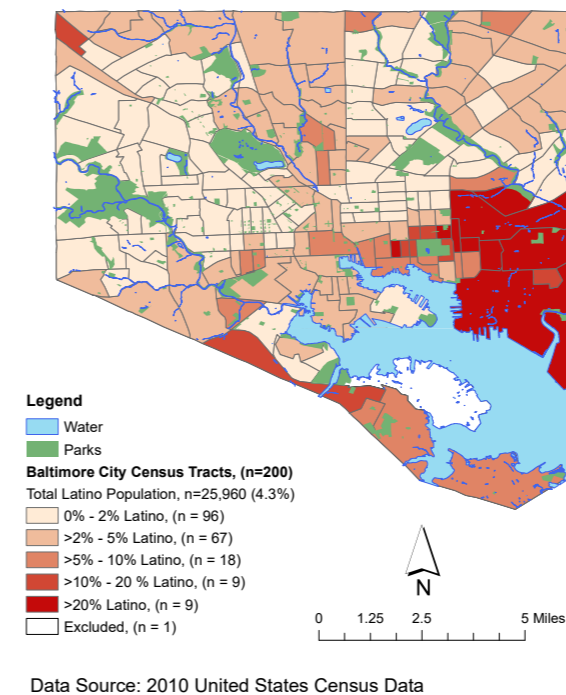 Legend
Water
Parks
Baltimore City Census Tracts, (n=200)
Total Latino Population, n=25,960 (4.3%)
0% - 2% Latino, (n = 96)
>2% - 5% Latino, (n = 67)
>5% - 10% Latino, (n = 18)
>10% - 20 % Latino, (n = 9)
>20% Latino, (n = 9)
Excluded, (n = 1)
N
0 1.25 2.5 5 Miles
Data Source: 2010 United States Census Data